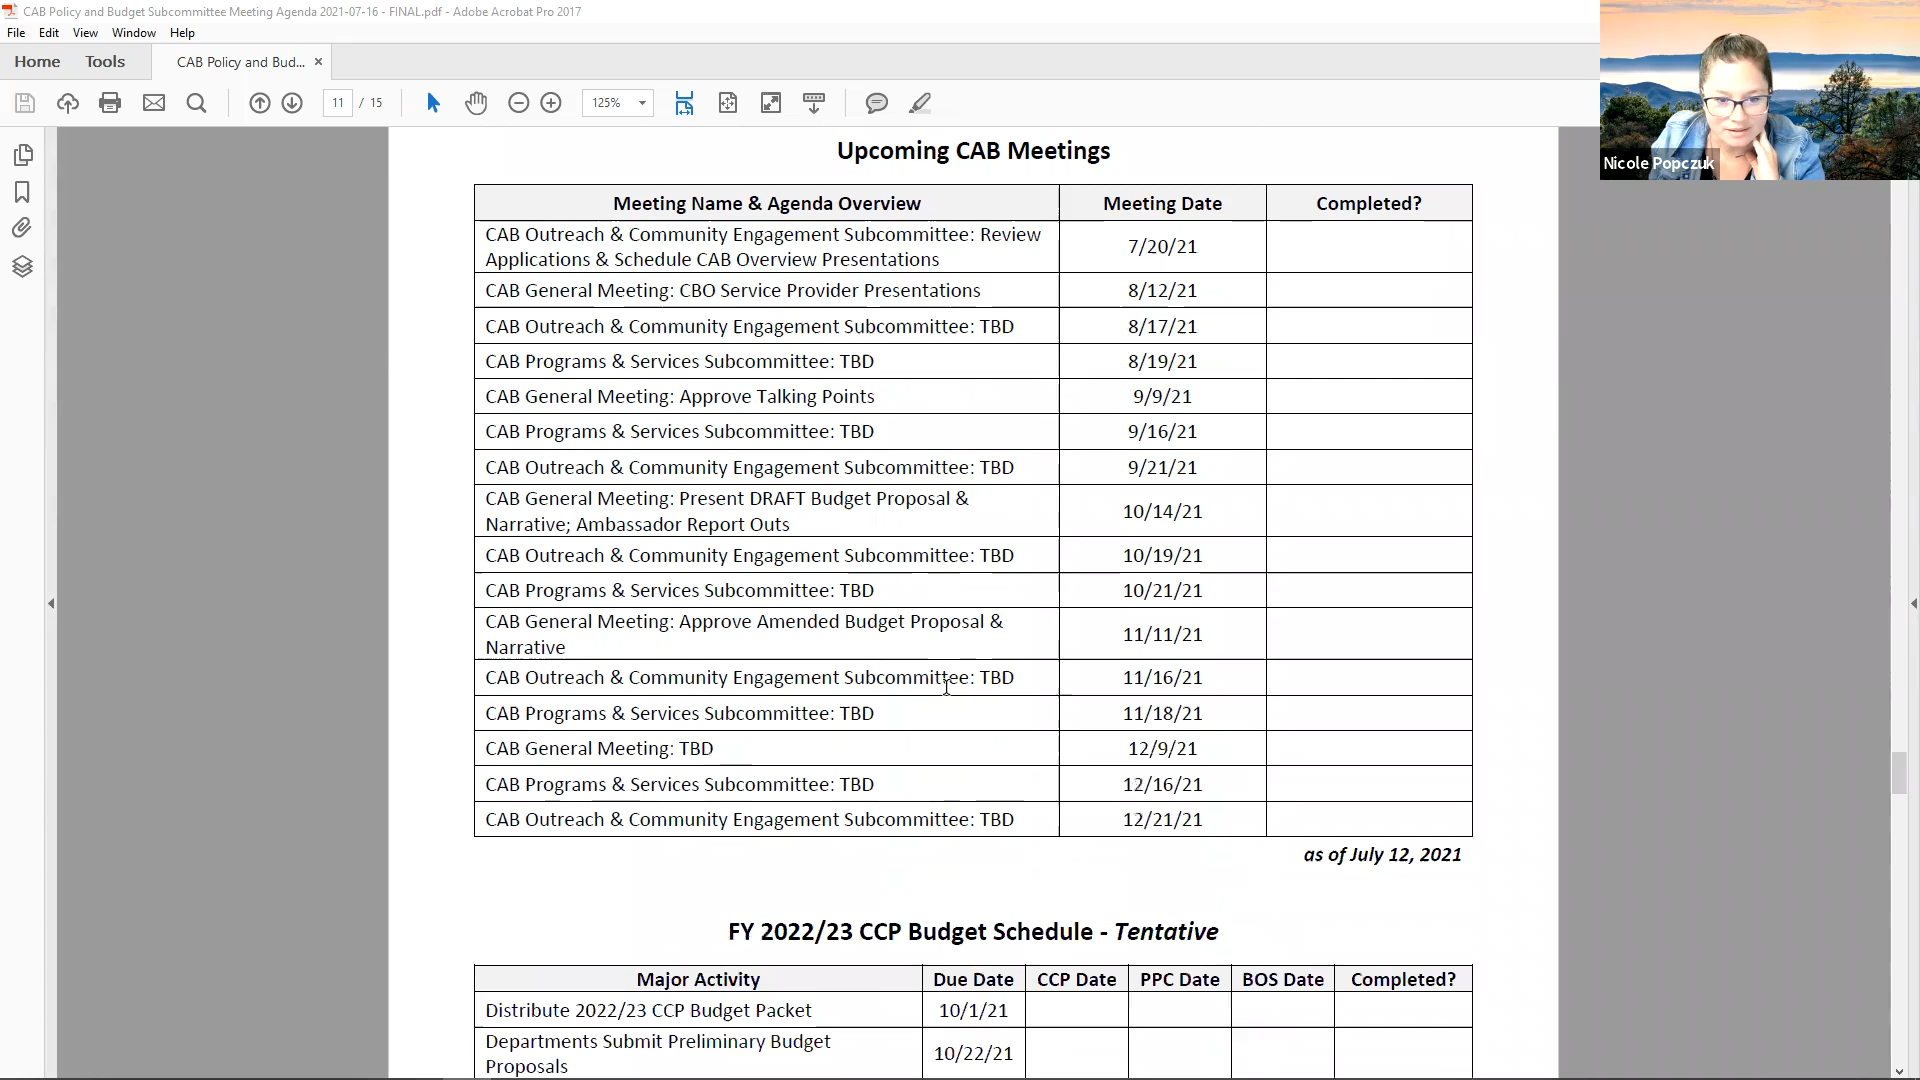 CAB Policy and Budget Subcommittee Meeting Agenda 2021-07-16 - FINAL.pdf - Adobe Acrobat Pro 2017
File Edit View Window Help
Home Tools CAB Policy and Bud... ×
11 / 15 125%
Nicole Popczuk
Upcoming CAB Meetings
Meeting Name & Agenda Overview Meeting Date Completed?
CAB Outreach & Community Engagement Subcommittee: Review
Applications & Schedule CAB Overview Presentations 7/20/21
CAB General Meeting: CBO Service Provider Presentations 8/12/21
CAB Outreach & Community Engagement Subcommittee: TBD 8/17/21
CAB Programs & Services Subcommittee: TBD 8/19/21
CAB General Meeting: Approve Talking Points 9/9/21
CAB Programs & Services Subcommittee: TBD 9/16/21
CAB Outreach & Community Engagement Subcommittee: TBD 9/21/21
CAB General Meeting: Present DRAFT Budget Proposal &
Narrative; Ambassador Report Outs 10/14/21
CAB Outreach & Community Engagement Subcommittee: TBD 10/19/21
CAB Programs & Services Subcommittee: TBD 10/21/21
CAB General Meeting: Approve Amended Budget Proposal &
Narrative 11/11/21
CAB Outreach & Community Engagement Subcommittee: TBD 11/16/21
CAB Programs & Services Subcommittee: TBD 11/18/21
CAB General Meeting: TBD 12/9/21
CAB Programs & Services Subcommittee: TBD 12/16/21
CAB Outreach & Community Engagement Subcommittee: TBD 12/21/21
as of July 12, 2021
FY 2022/23 CCP Budget Schedule - Tentative
Major Activity Due Date CCP Date PPC Date BOS Date Completed?
Distribute 2022/23 CCP Budget Packet 10/1/21
Departments Submit Preliminary Budget
Proposals 10/22/21